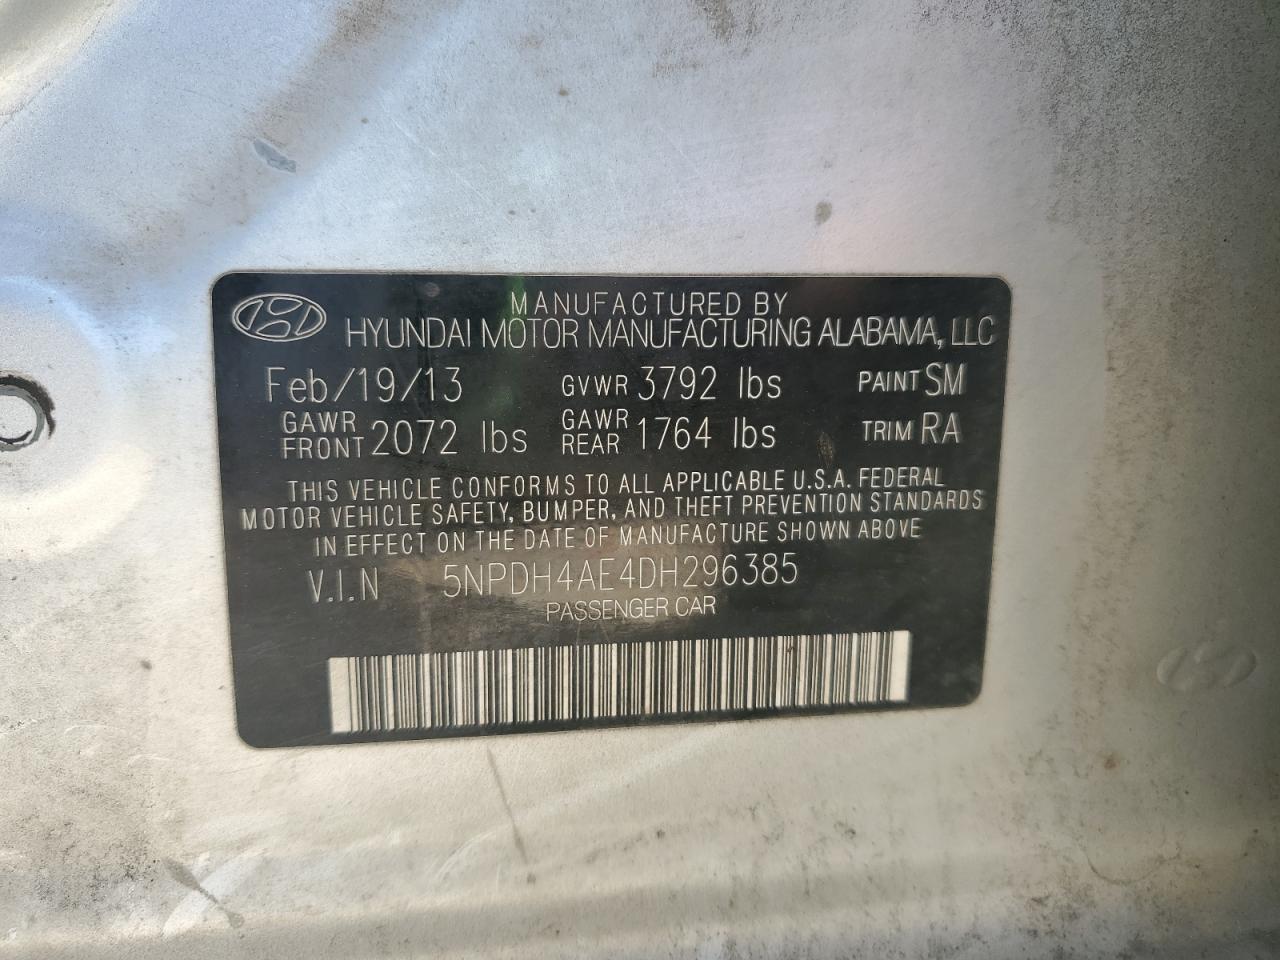 MANUFACTURED BY
HYUNDAI MOTOR MANUFACTURING ALABAMA, LLC
Feb/19/13 GVWR 3792 lbs PAINT SM
GAWR FRONT 2072 lbs GAWR REAR 1764 lbs TRIM RA
THIS VEHICLE CONFORMS TO ALL APPLICABLE U.S.A. FEDERAL
MOTOR VEHICLE SAFETY, BUMPER, AND THEFT PREVENTION STANDARDS
IN EFFECT ON THE DATE OF MANUFACTURE SHOWN ABOVE
V.I.N 5NPDH4AE4DH296385
PASSENGER CAR